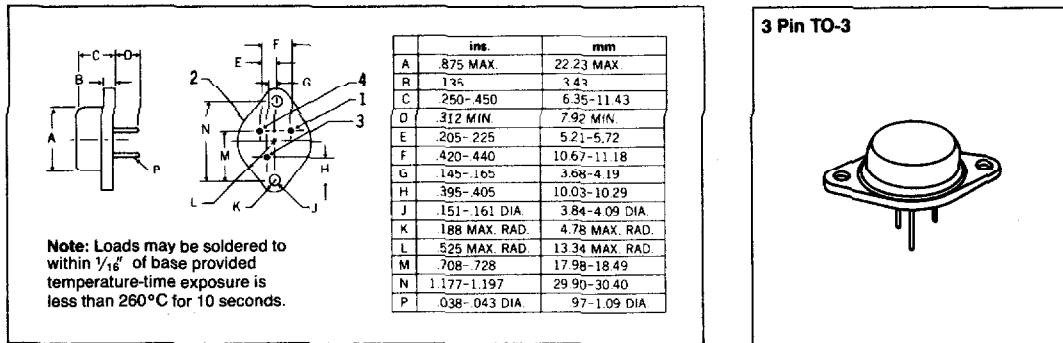 C D
B
A
P
F
E
G
2
4
1
3
N
M
H
L
K
J
ins. mm
A .875 MAX. 22.23 MAX.
B .135 3.43
C .250-.450 6.35-11.43
D .312 MIN. 7.92 MIN.
E .205-.225 5.21-5.72
F .420-.440 10.67-11.18
G .145-.165 3.68-4.19
H .395-.405 10.03-10.29
J .151-.161 DIA. 3.84-4.09 DIA.
K .188 MAX. RAD. 4.78 MAX. RAD.
L .525 MAX. RAD. 13.34 MAX. RAD.
M .708-.728 17.98-18.49
N 1.177-1.197 29.90-30.40
P .038-.043 DIA. .97-1.09 DIA.
Note: Loads may be soldered to
within 1/16" of base provided
temperature-time exposure is
less than 260°C for 10 seconds.
3 Pin TO-3